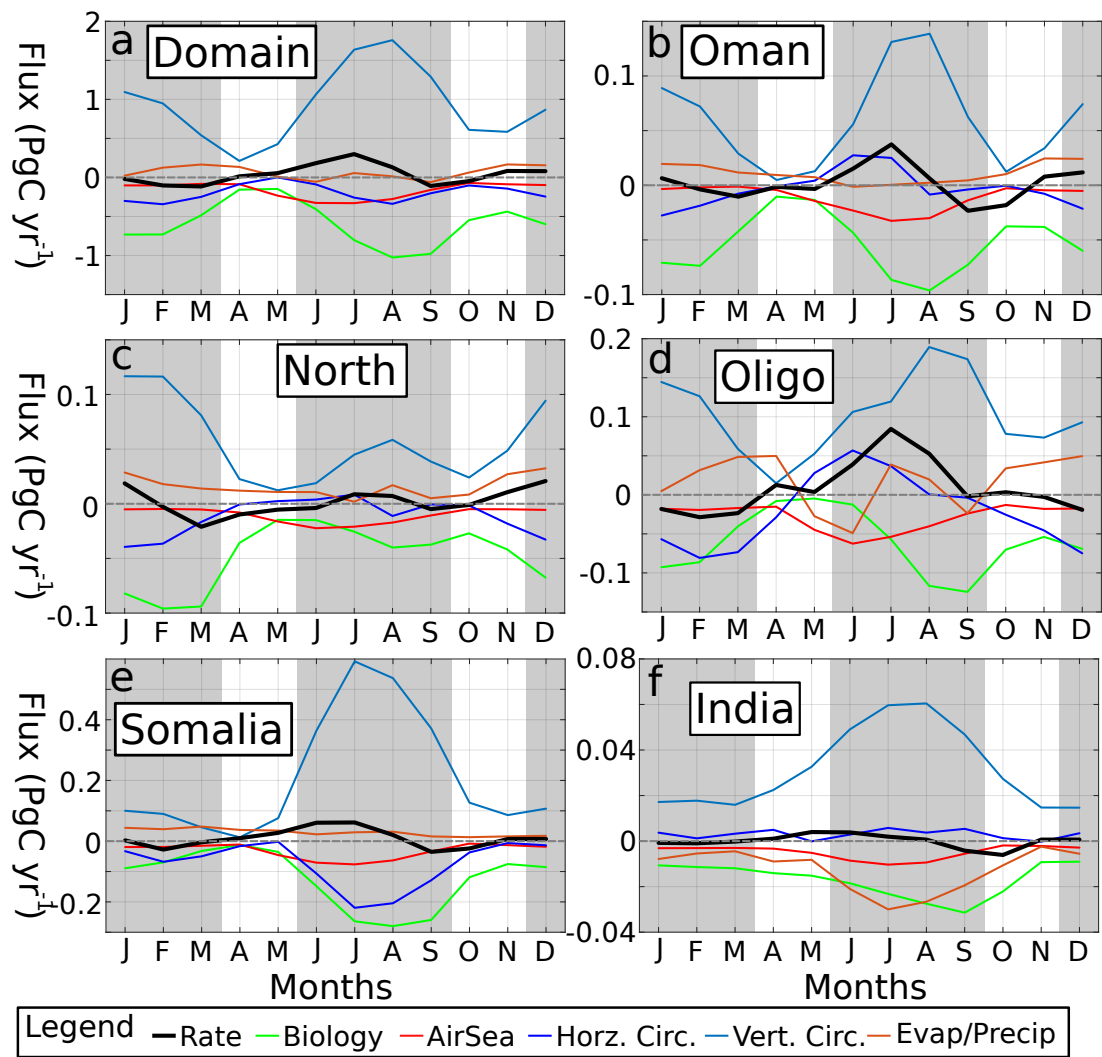 a Domain
b Oman
Flux (PgC yr-1)
2
1
0
-1
0.1
0
-0.1
J F M A M J J A S O N D
J F M A M J J A S O N D
c North
d Oligo
Flux (PgC yr-1)
0.1
0
-0.1
0.2
0.1
0
-0.1
J F M A M J J A S O N D
J F M A M J J A S O N D
e Somalia
f India
Flux (PgC yr-1)
0.4
0.2
0
-0.2
0.08
0.04
0
-0.04
J F M A M J J A S O N D
J F M A M J J A S O N D
Months
Months
Legend Rate Biology AirSea Horz. Circ. Vert. Circ. Evap/Precip